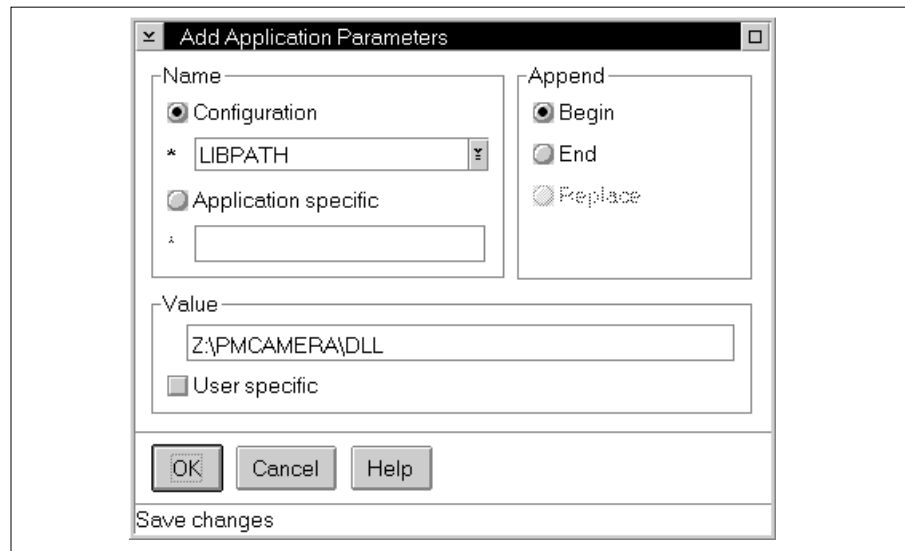 Add Application Parameters
Name
Configuration
* LIBPATH
Application specific
*
Append
Begin
End
Replace
Value
Z:\PMCAMERA\DLL
User specific
OK Cancel Help
Save changes